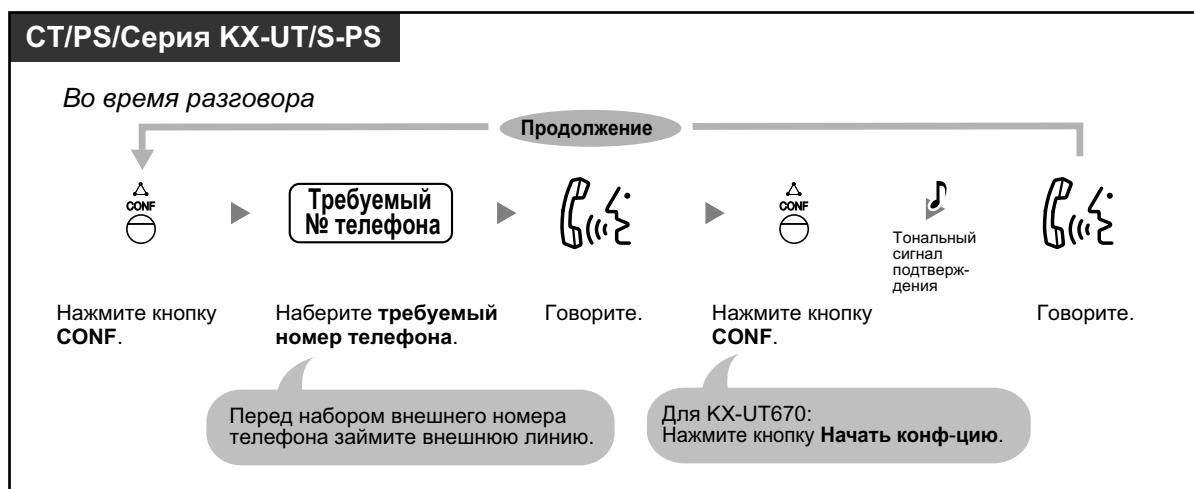 СТ/PS/Серия KX-UT/S-PS
Во время разговора
Продолжение
CONF
Требуемый
№ телефона
CONF
Тональный
сигнал
подтверж-
дения
Нажмите кнопку
CONF.
Наберите требуемый
номер телефона.
Говорите.
Нажмите кнопку
CONF.
Говорите.
Перед набором внешнего номера
телефона займите внешнюю линию.
Для KX-UT670:
Нажмите кнопку Начать конф-цию.